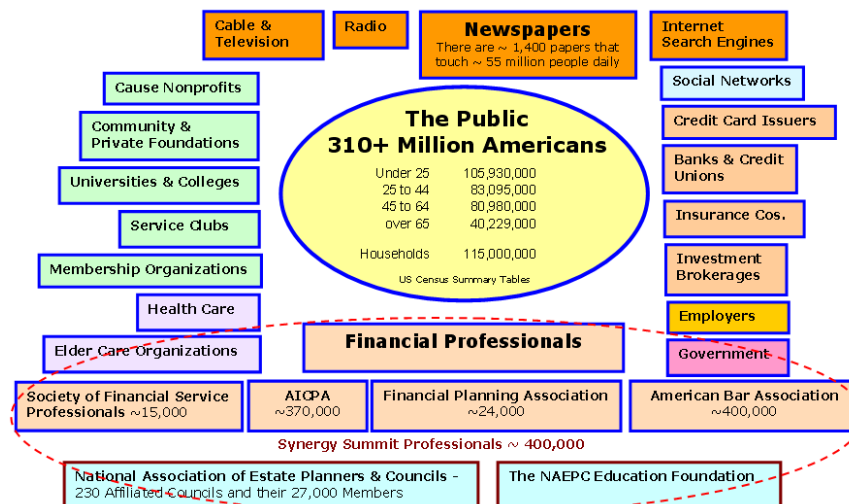 Cable &
Television
Radio
Newspapers
There are ~ 1,400 papers that
touch ~ 55 million people daily
Internet
Search Engines
Cause Nonprofits
Community &
Private Foundations
Universities & Colleges
Service Clubs
Membership Organizations
Health Care
Elder Care Organizations
The Public
310+ Million Americans
Under 25 105,930,000
25 to 44 83,095,000
45 to 64 80,980,000
over 65 40,229,000
Households 115,000,000
US Census Summary Tables
Social Networks
Credit Card Issuers
Banks & Credit
Unions
Insurance Cos.
Investment
Brokerages
Employers
Government
Financial Professionals
Society of Financial Service
Professionals ~15,000
AICPA
~370,000
Financial Planning Association
~24,000
American Bar Association
~400,000
Synergy Summit Professionals ~ 400,000
National Association of Estate Planners & Councils -
230 Affiliated Councils and their 27,000 Members
The NAEPC Education Foundation